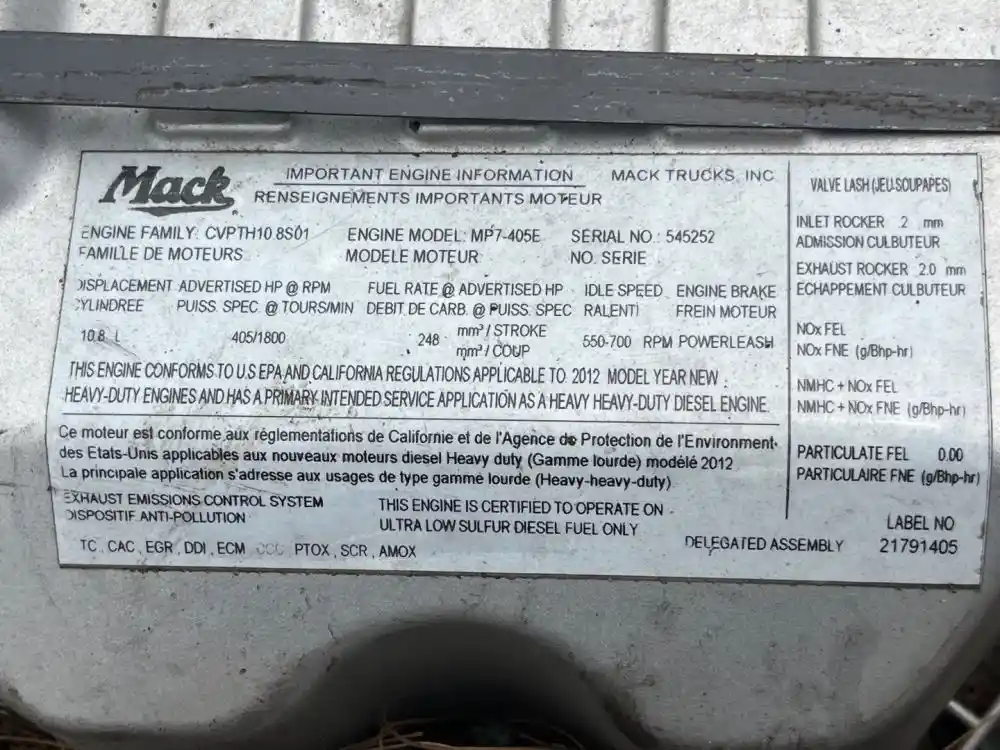 Mack
IMPORTANT ENGINE INFORMATION MACK TRUCKS, INC
RENSEIGNEMENTS IMPORTANTS MOTEUR
ENGINE FAMILY: CVPTH10.8S01 ENGINE MODEL: MP7-405E SERIAL NO.: 545252
FAMILLE DE MOTEURS MODELE MOTEUR NO. SERIE
DISPLACEMENT ADVERTISED HP @ RPM FUEL RATE @ ADVERTISED HP IDLE SPEED ENGINE BRAKE
CYLINDREE PUISS. SPEC. @ TOURS/MIN DEBIT DE CARB. @ PUISS. SPEC RALENTI FREIN MOTEUR
10.8 L 405/1800 248 mm³ / STROKE 550-700 RPM POWERLEASH
mm³ / COUP
THIS ENGINE CONFORMS TO U.S EPA AND CALIFORNIA REGULATIONS APPLICABLE TO 2012 MODEL YEAR NEW
HEAVY-DUTY ENGINES AND HAS A PRIMARY INTENDED SERVICE APPLICATION AS A HEAVY HEAVY-DUTY DIESEL ENGINE.
Ce moteur est conforme aux réglementations de Californie et de l'Agence de Protection de l'Environment
des Etats-Unis applicables aux nouveaux moteurs diesel Heavy duty (Gamme lourde) modélé 2012
La principale application s'adresse aux usages de type gamme lourde (Heavy-heavy-duty)
EXHAUST EMISSIONS CONTROL SYSTEM
DISPOSITIF ANTI-POLLUTION
THIS ENGINE IS CERTIFIED TO OPERATE ON
ULTRA LOW SULFUR DIESEL FUEL ONLY
TC , CAC , EGR , DDI , ECM PTOX , SCR , AMOX
DELEGATED ASSEMBLY
VALVE LASH (JEU SOUPAPES)
INLET ROCKER .2 mm
ADMISSION CULBUTEUR
EXHAUST ROCKER 2.0 mm
ECHAPPEMENT CULBUTEUR
NOx FEL
NOx FNE (g/Bhp-hr)
NMHC + NOx FEL
NMHC + NOx FNE (g/Bhp-hr)
PARTICULATE FEL 0.00
PARTICULAIRE FNE (g/Bhp-hr)
LABEL NO
21791405